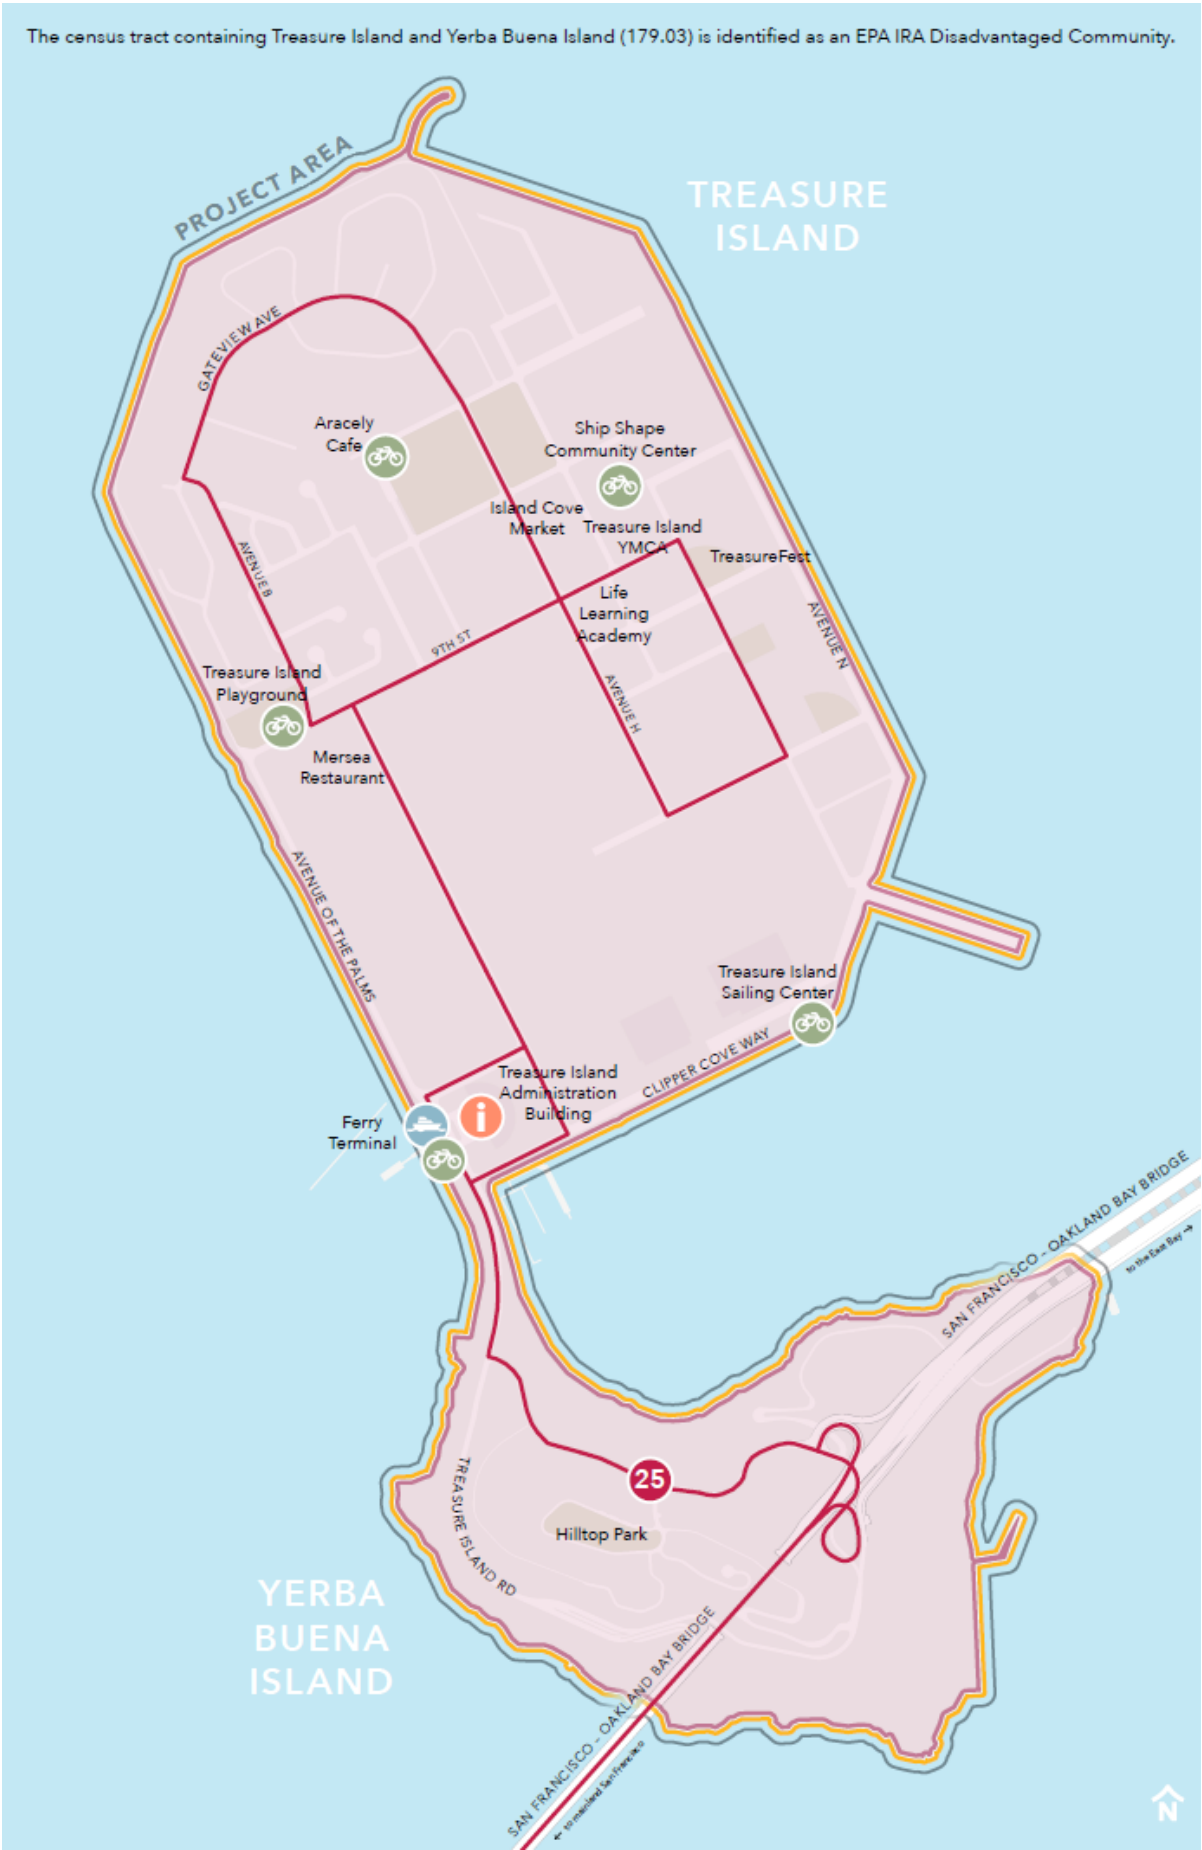 The census tract containing Treasure Island and Yerba Buena Island (179.03) is identified as an EPA IRA Disadvantaged Community.
PROJECT AREA
TREASURE
ISLAND
GATEVIEW AVE
Aracely
Cafe
Ship Shape
Community Center
Island Cove
Market
Treasure Island
YMCA
TreasureFest
AVENUE B
Life
Learning
Academy
AVENUE N
9TH ST
Treasure Island
Playground
AVENUE H
Mersea
Restaurant
AVENUE OF THE PALMS
Treasure Island
Sailing Center
CLIPPER COVE WAY
Treasure Island
Administration
Building
i
Ferry
Terminal
SAN FRANCISCO - OAKLAND BAY BRIDGE
to the East Bay →
25
TREASURE ISLAND RD
Hilltop Park
YERBA
BUENA
ISLAND
SAN FRANCISCO - OAKLAND BAY BRIDGE
← to mainland San Francisco
N